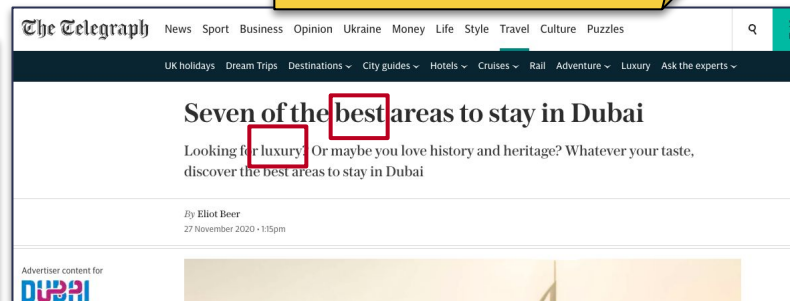 The Telegraph News Sport Business Opinion Ukraine Money Life Style Travel Culture Puzzles
UK holidays Dream Trips Destinations City guides Hotels Cruises Rail Adventure Luxury Ask the experts
Seven of the best areas to stay in Dubai
Looking for luxury? Or maybe you love history and heritage? Whatever your taste,
discover the best areas to stay in Dubai
By Eliot Beer
27 November 2020 • 1:15pm
Advertiser content for
DUBAI